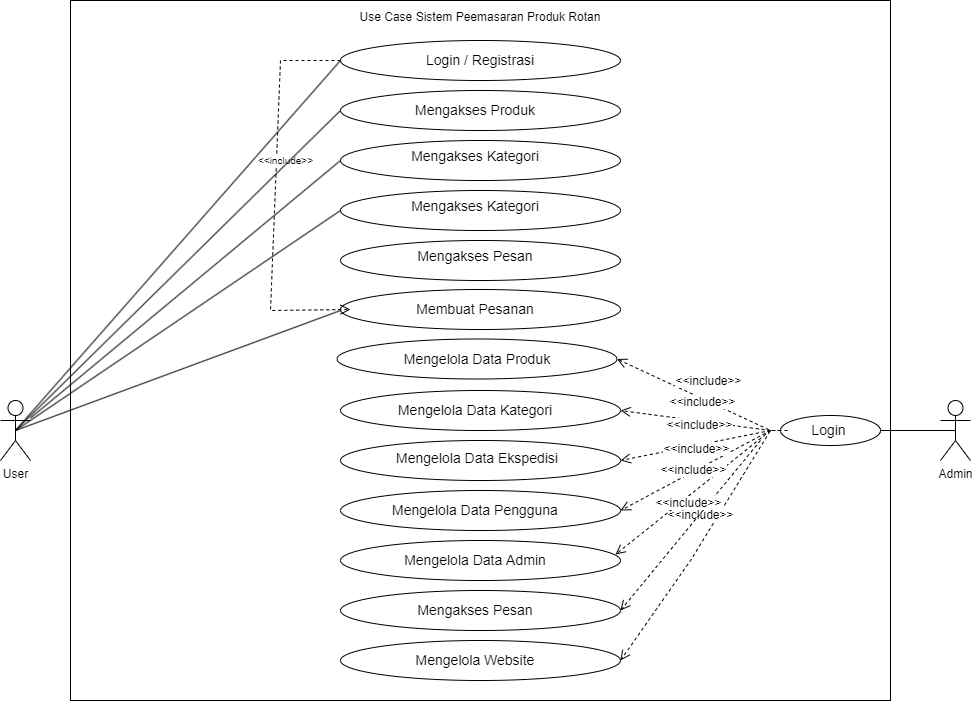 Use Case Sistem Peemasaran Produk Rotan
Login / Registrasi
Mengakses Produk
Mengakses Kategori
<<include>>
Mengakses Kategori
Mengakses Pesan
Membuat Pesanan
Mengelola Data Produk
<<include>>
<<include>>
Mengelola Data Kategori
<<include>>
Login
<<include>>
Mengelola Data Ekspedisi
<<include>>
User
Admin
<<include>>
Mengelola Data Pengguna
<<include>>
Mengelola Data Admin
Mengakses Pesan
Mengelola Website